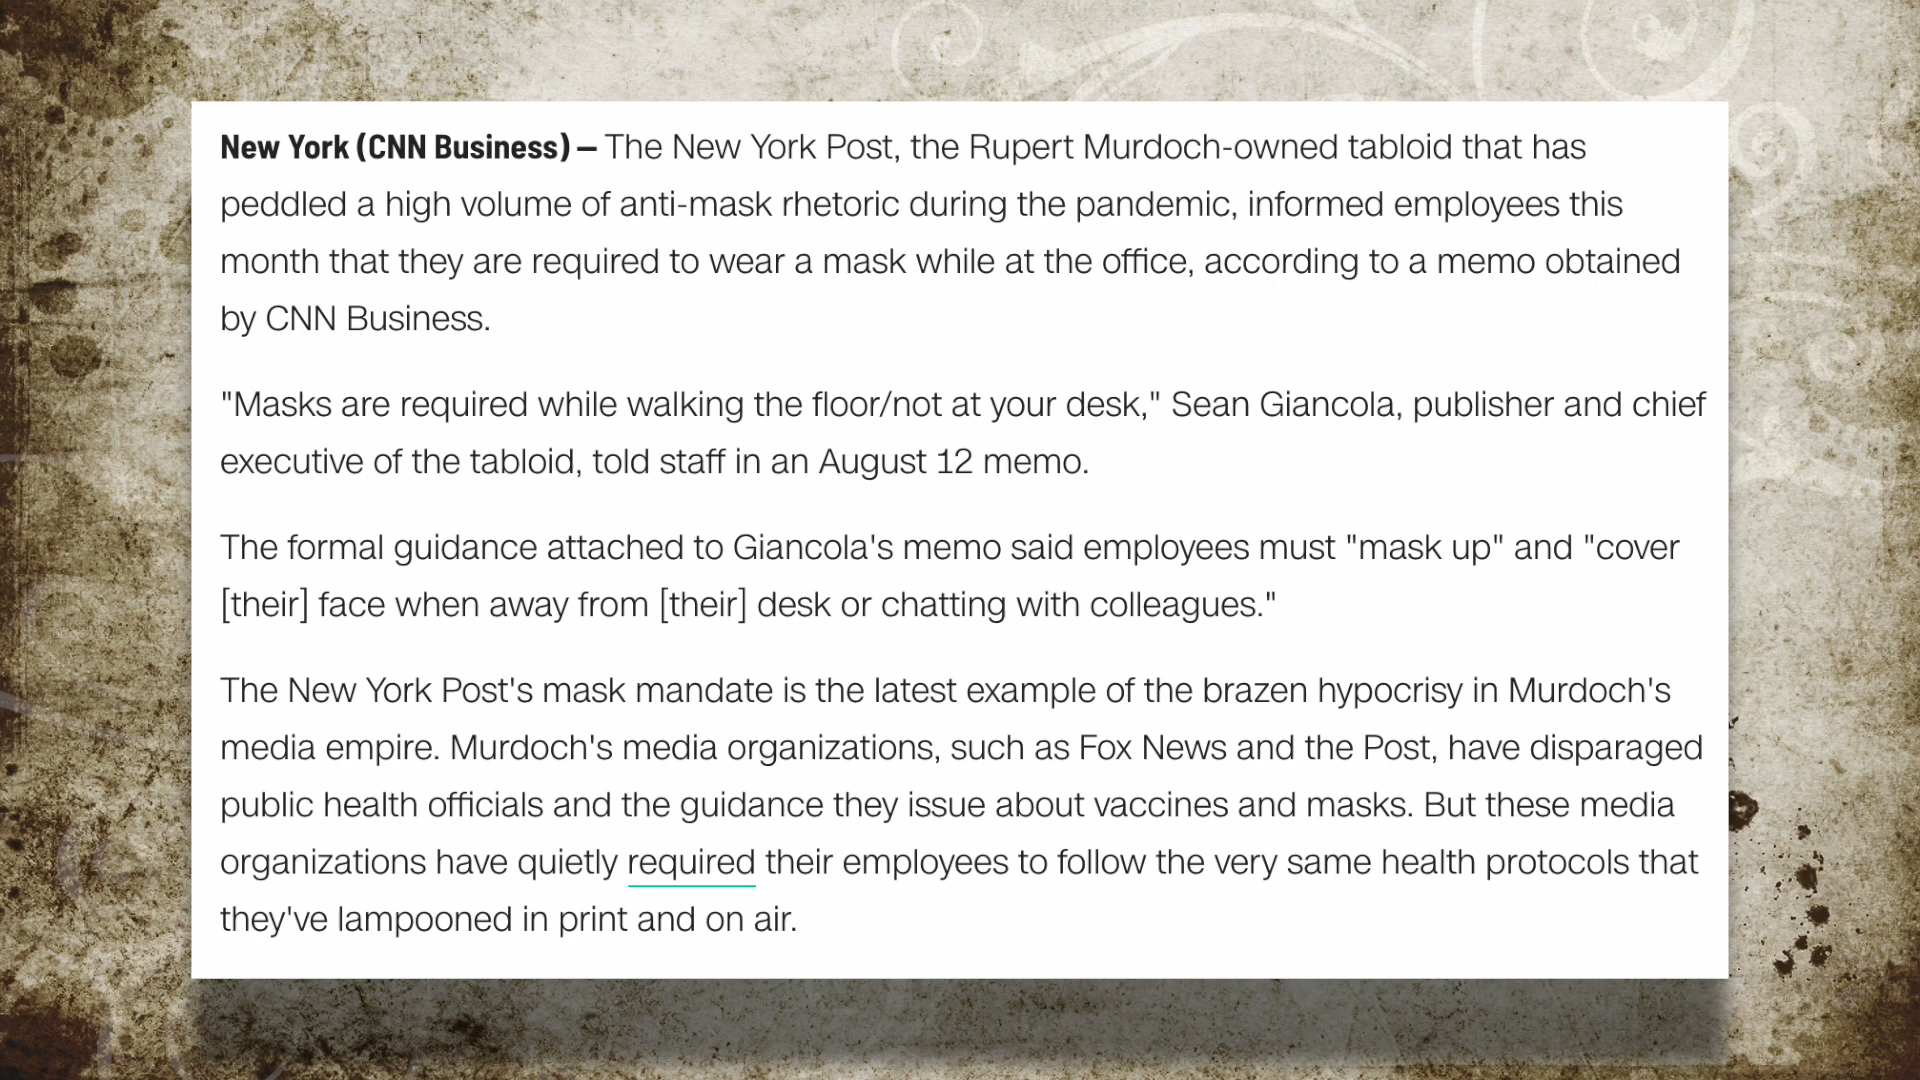 New York (CNN Business) — The New York Post, the Rupert Murdoch-owned tabloid that has
peddled a high volume of anti-mask rhetoric during the pandemic, informed employees this
month that they are required to wear a mask while at the office, according to a memo obtained
by CNN Business.
"Masks are required while walking the floor/not at your desk," Sean Giancola, publisher and chief
executive of the tabloid, told staff in an August 12 memo.
The formal guidance attached to Giancola's memo said employees must "mask up" and "cover
[their] face when away from [their] desk or chatting with colleagues."
The New York Post's mask mandate is the latest example of the brazen hypocrisy in Murdoch's
media empire. Murdoch's media organizations, such as Fox News and the Post, have disparaged
public health officials and the guidance they issue about vaccines and masks. But these media
organizations have quietly required their employees to follow the very same health protocols that
they've lampooned in print and on air.